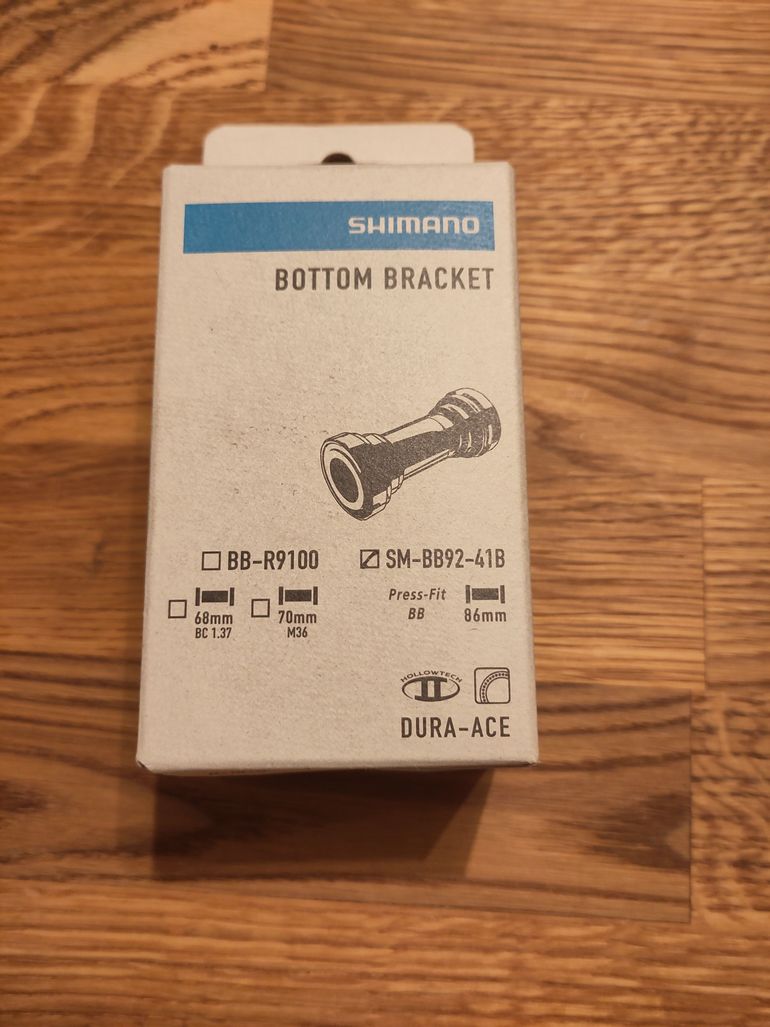 SHIMANO
BOTTOM BRACKET
BB-R9100
SM-BB92-41B
68mm
BC 1.37
70mm
M36
Press-Fit
BB
86mm
HOLLOWTECH
II
DURA-ACE